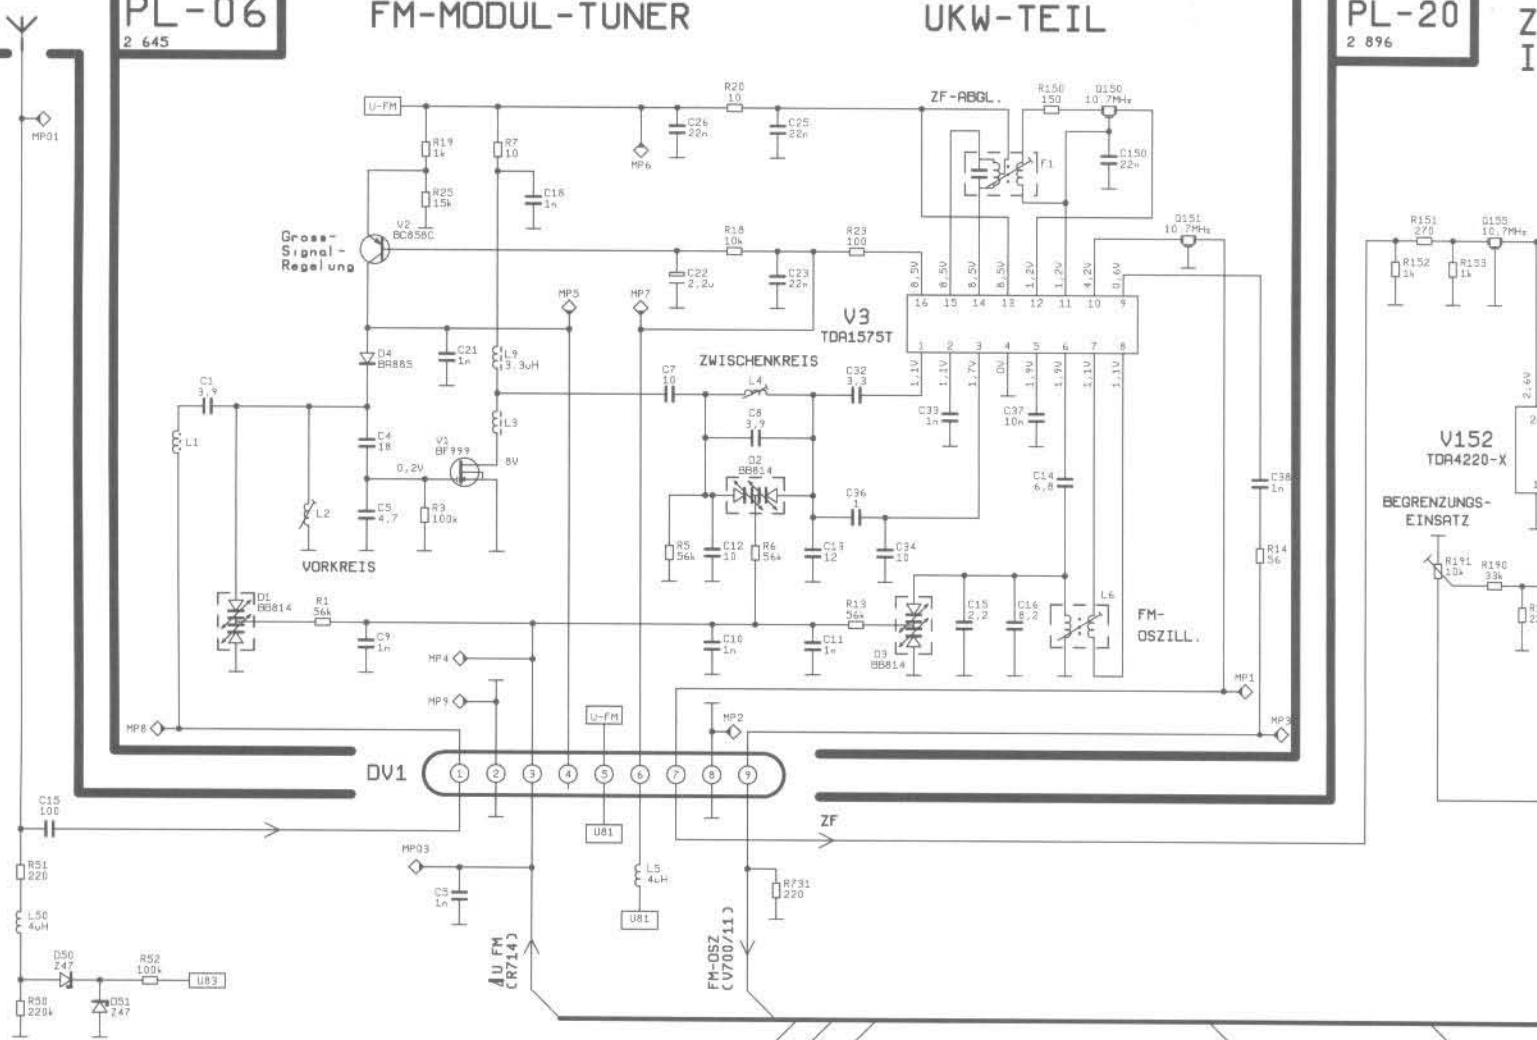 PL-06
2 645
FM-MODUL-TUNER
UKW-TEIL
PL-20
2 896
Z
I
MP01
U-FM
R19
1k
R7
10
MP6
C26
22n
R20
10
C25
22n
ZF-ABGL.
R150
150
Q150
10.7MHz
C150
22n
F1
R25
15k
C18
1n
V2
BC858C
Gross-
Signal-
Regelung
R18
10k
C22
2,2u
C23
22n
R23
100
Q151
10.7MHz
R151
270
Q155
10,7MHz
R152
1k
R153
1k
8,5V
8,5V
8,5V
8,5V
1,2V
1,2V
4,2V
0,6V
16
15
14
13
12
11
10
9
V3
TDA1575T
1
2
3
4
5
6
7
8
1,1V
1,1V
1,7V
0V
1,9V
1,9V
1,1V
1,1V
MP5
MP7
D4
BA885
C21
1n
L9
3.3uH
ZWISCHENKREIS
C7
10
L4
C32
3,3
C1
3,9
L1
C4
18
V1
BF999
L3
8V
0,2V
C8
3,9
D2
BB814
C33
1n
C37
10n
C14
6,8
C38
1n
2,6V
V152
TDA4220-X
BEGRENZUNGS-
EINSATZ
L2
C5
4,7
R3
100k
VORKREIS
R5
56k
C12
10
R6
56k
C36
1
C13
12
C34
10
R14
56
R191
10k
R190
33k
D1
BB814
R1
56k
C9
1n
C10
1n
C11
1n
R13
56k
D3
BB814
C15
2,2
C16
8,2
L6
FM-
OSZILL.
MP4
MP9
MP8
U-FM
MP2
MP1
MP3
DV1
1
2
3
4
5
6
7
8
9
C15
100
U81
ZF
MP03
C3
1n
L5
4uH
U81
R731
220
R51
220
L50
4uH
D50
Z47
R52
100k
U83
R50
220k
D51
Z47
ΔU FM
(R714)
FM-OSZ
(V700/11)